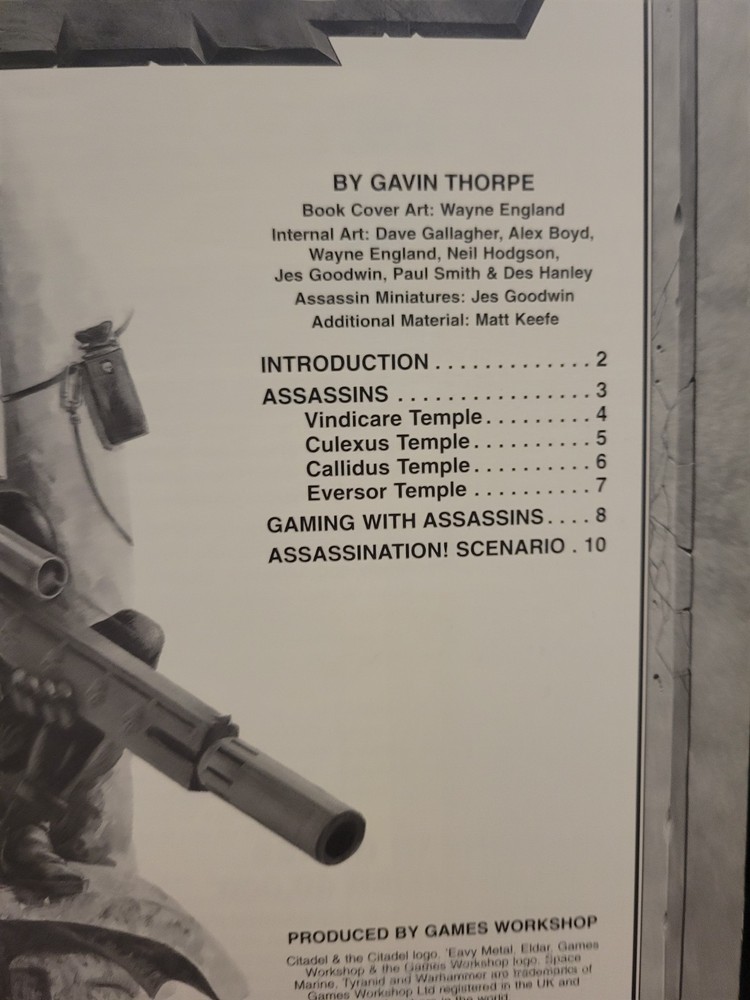 BY GAVIN THORPE
Book Cover Art: Wayne England
Internal Art: Dave Gallagher, Alex Boyd,
Wayne England, Neil Hodgson,
Jes Goodwin, Paul Smith & Des Hanley
Assassin Miniatures: Jes Goodwin
Additional Material: Matt Keefe
INTRODUCTION . . . . . . . . . . . . . 2
ASSASSINS . . . . . . . . . . . . . . . . 3
Vindicare Temple . . . . . . . . 4
Culexus Temple . . . . . . . . . 5
Callidus Temple . . . . . . . . . 6
Eversor Temple . . . . . . . . . 7
GAMING WITH ASSASSINS . . . . 8
ASSASSINATION! SCENARIO . 10
PRODUCED BY GAMES WORKSHOP
Citadel & the Citadel logo, 'Eavy Metal, Eldar, Games
Workshop & the Games Workshop logo, Space
Marine, Tyranid and Warhammer are trademarks of
Games Workshop Ltd registered in the UK and
in the world